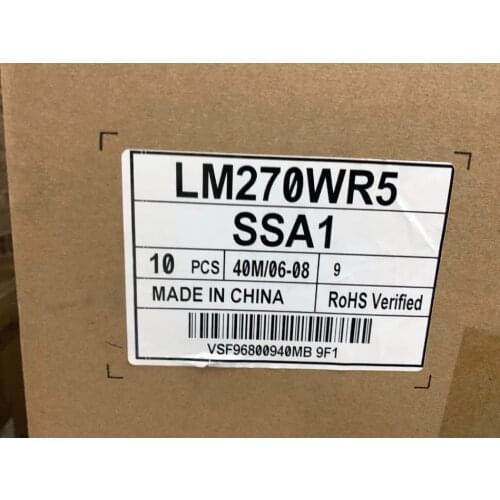 LM270WR5
SSA1
10 PCS 40M/06-08 9
MADE IN CHINA RoHS Verified
VSF96800940MB 9F1